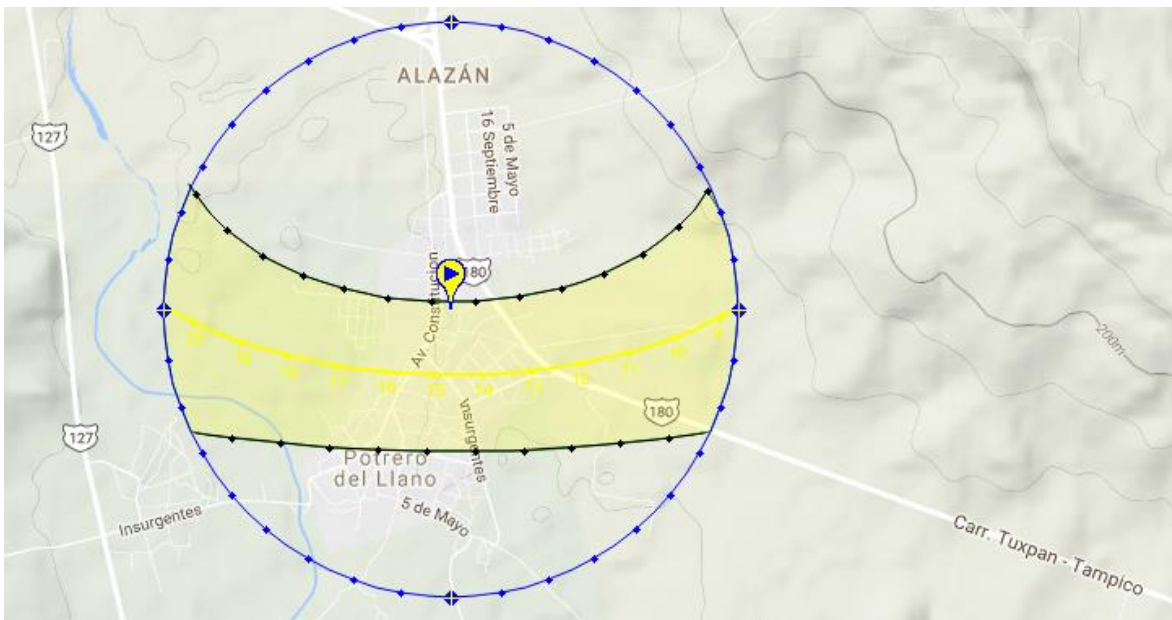 ALAZÁN
127
5 de Mayo
16 Septiembre
180
Av. Constitucion
180
127
Insurgentes
Potrero
del Llano
5 de Mayo
Insurgentes
200m
Carr. Tuxpan - Tampico